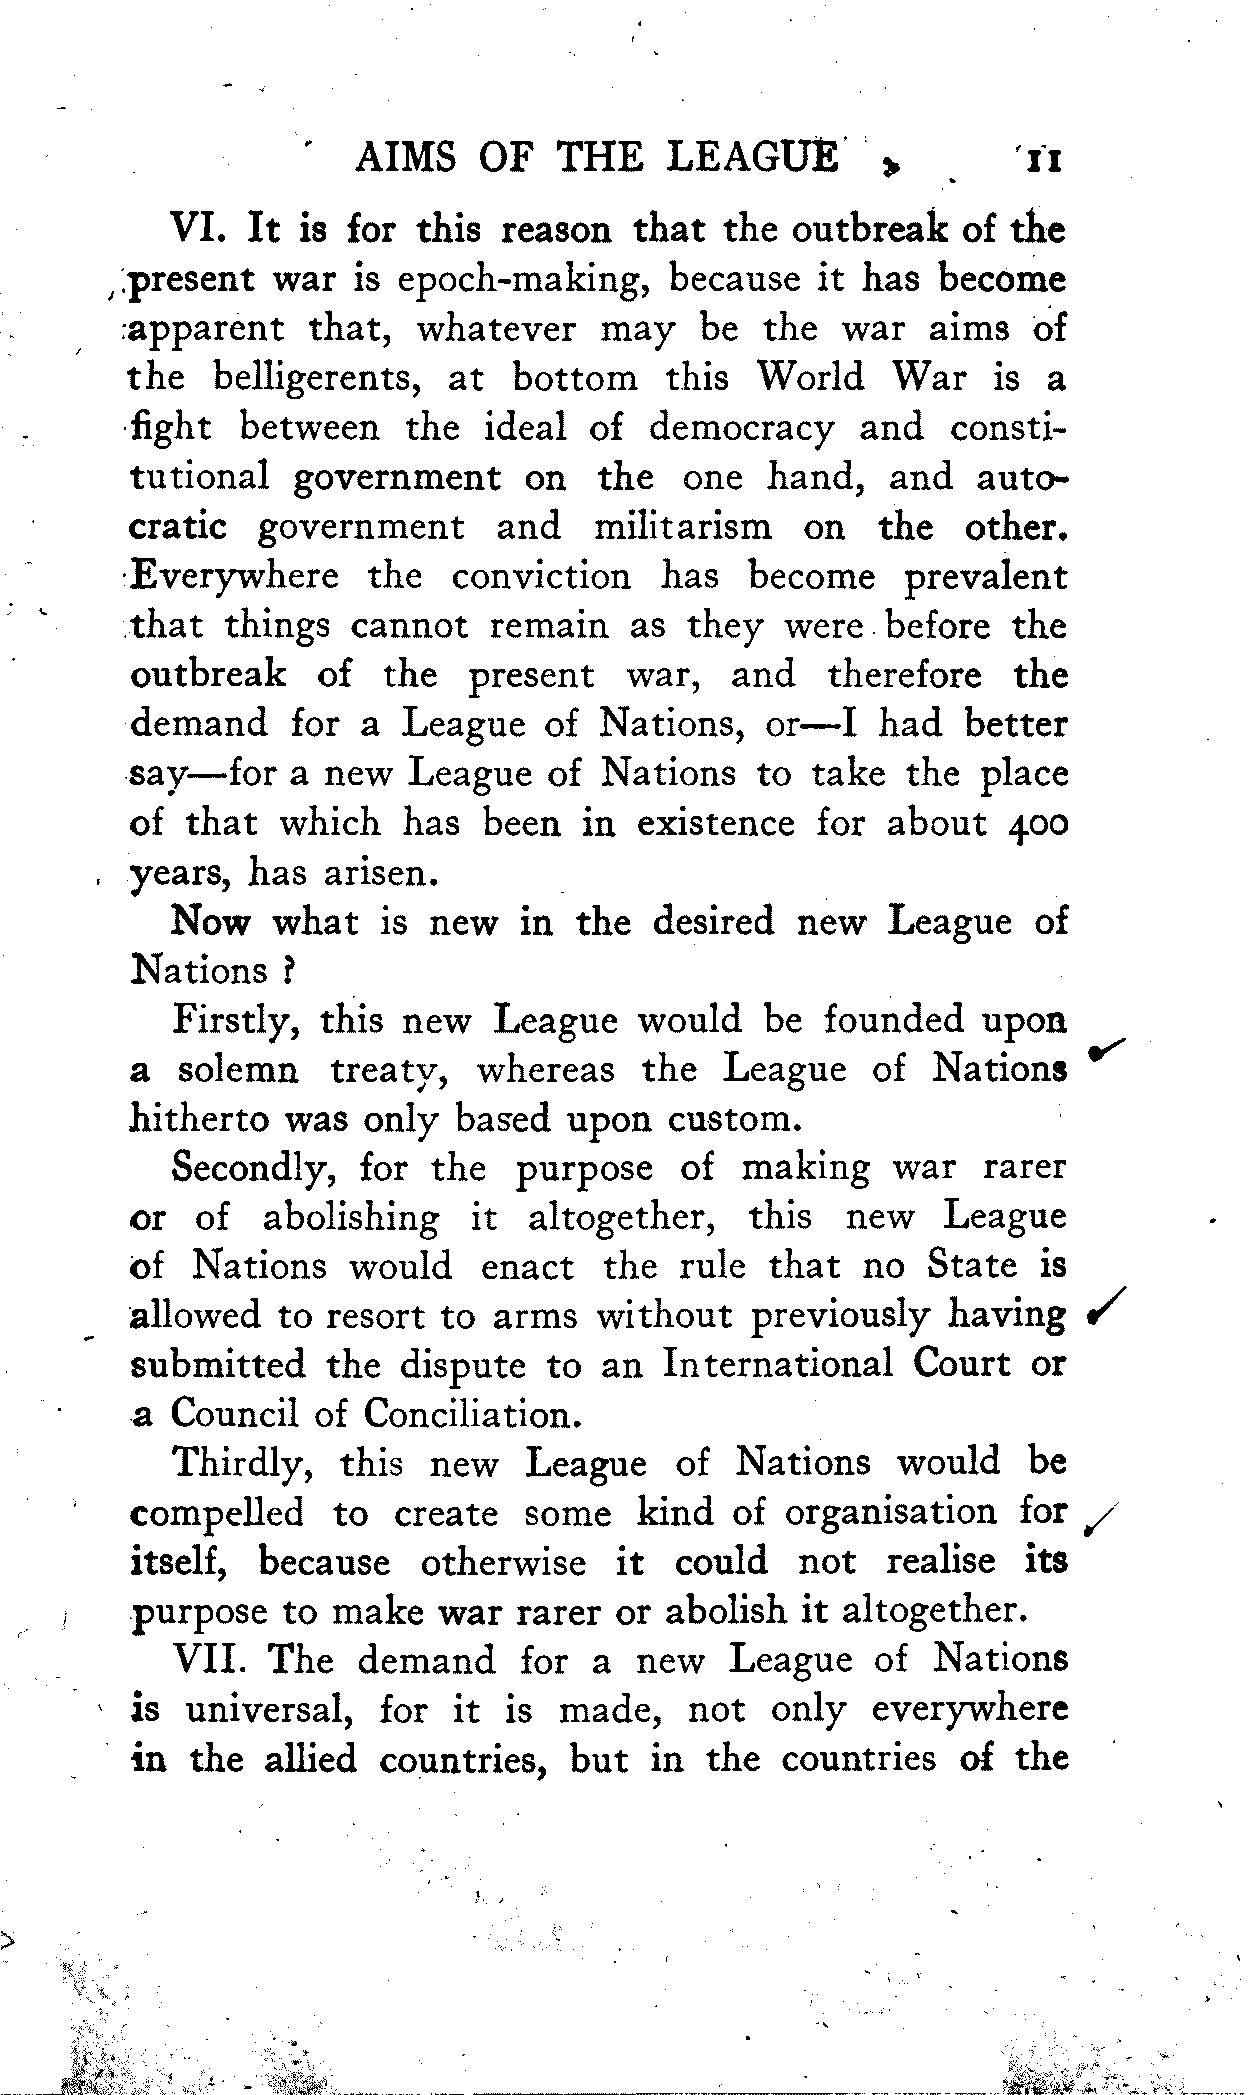 AIMS OF THE LEAGUE 11
VI. It is for this reason that the outbreak of the
present war is epoch-making, because it has become
apparent that, whatever may be the war aims of
the belligerents, at bottom this World War is a
fight between the ideal of democracy and consti-
tutional government on the one hand, and auto-
cratic government and militarism on the other.
Everywhere the conviction has become prevalent
that things cannot remain as they were before the
outbreak of the present war, and therefore the
demand for a League of Nations, or—I had better
say—for a new League of Nations to take the place
of that which has been in existence for about 400
years, has arisen.
Now what is new in the desired new League of
Nations ?
Firstly, this new League would be founded upon
a solemn treaty, whereas the League of Nations
hitherto was only based upon custom.
Secondly, for the purpose of making war rarer
or of abolishing it altogether, this new League
of Nations would enact the rule that no State is
allowed to resort to arms without previously having
submitted the dispute to an International Court or
a Council of Conciliation.
Thirdly, this new League of Nations would be
compelled to create some kind of organisation for
itself, because otherwise it could not realise its
purpose to make war rarer or abolish it altogether.
VII. The demand for a new League of Nations
is universal, for it is made, not only everywhere
in the allied countries, but in the countries of the